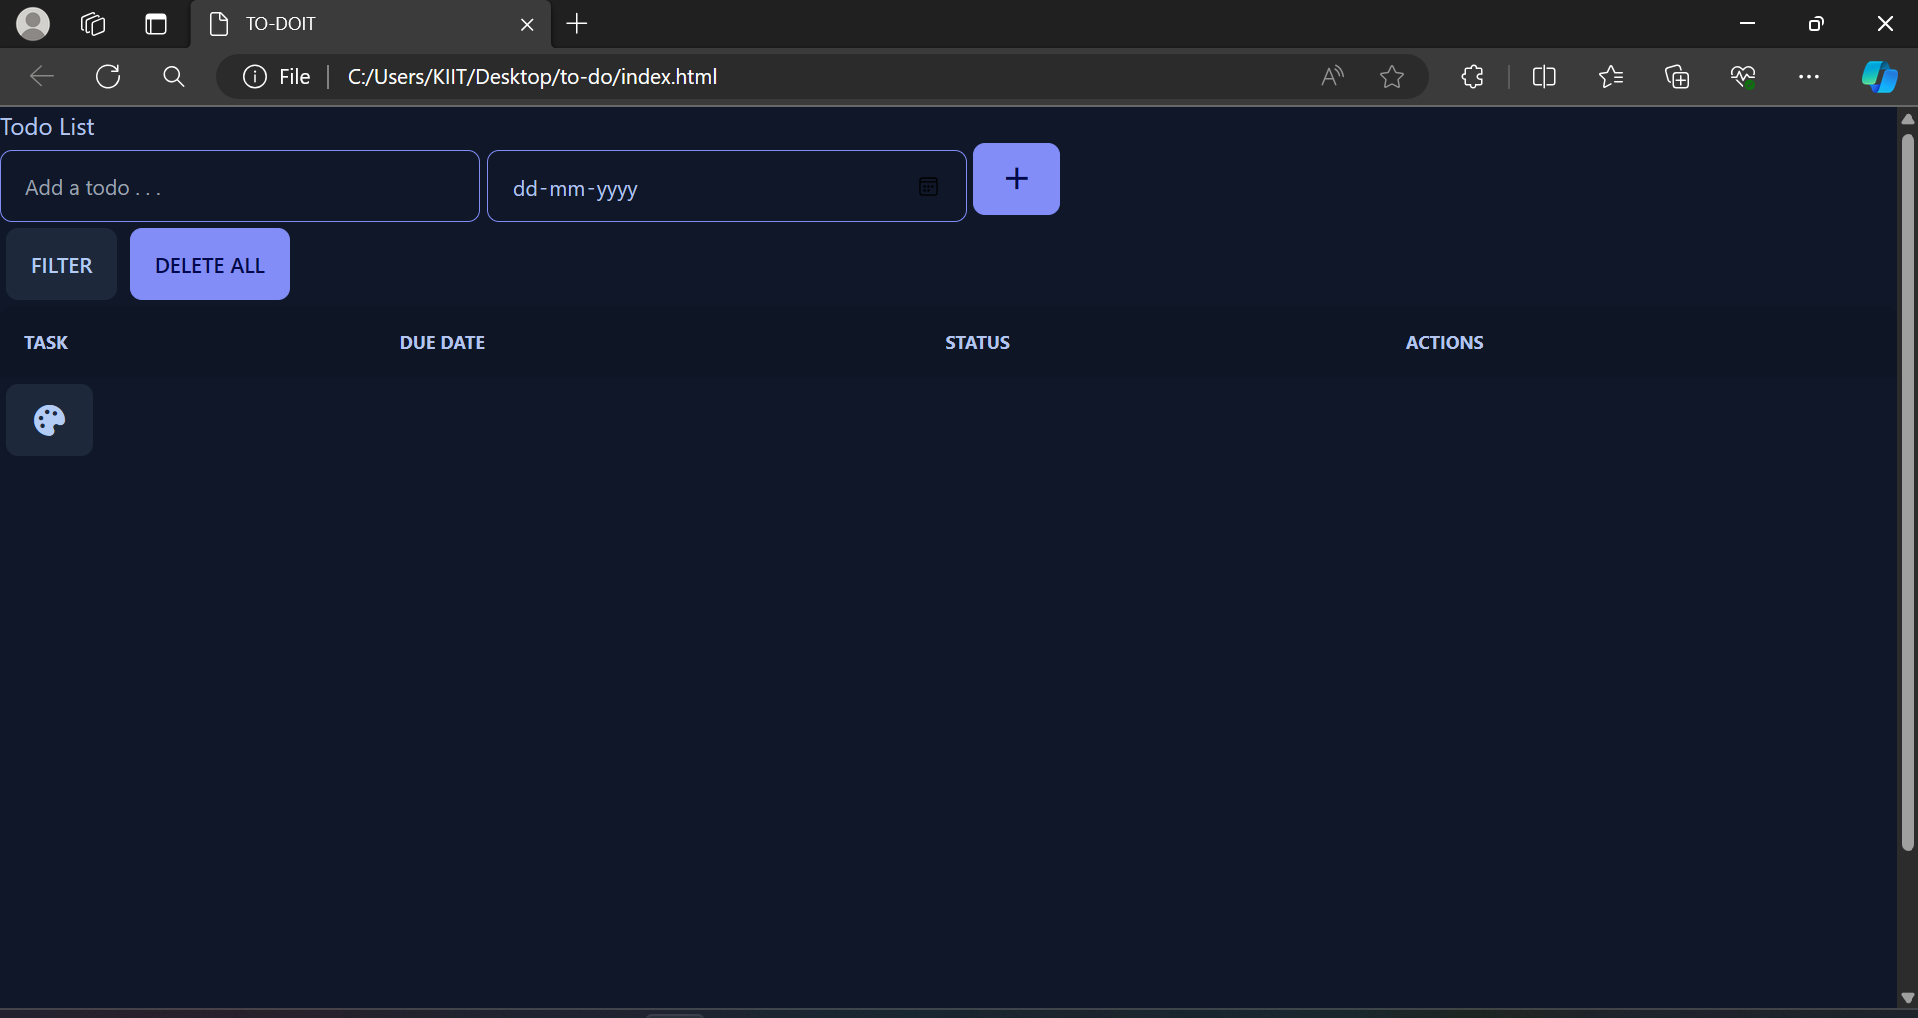 TO-DOIT
File C:/Users/KIIT/Desktop/to-do/index.html
Todo List
Add a todo . . . dd-mm-yyyy +
FILTER DELETE ALL
TASK DUE DATE STATUS ACTIONS